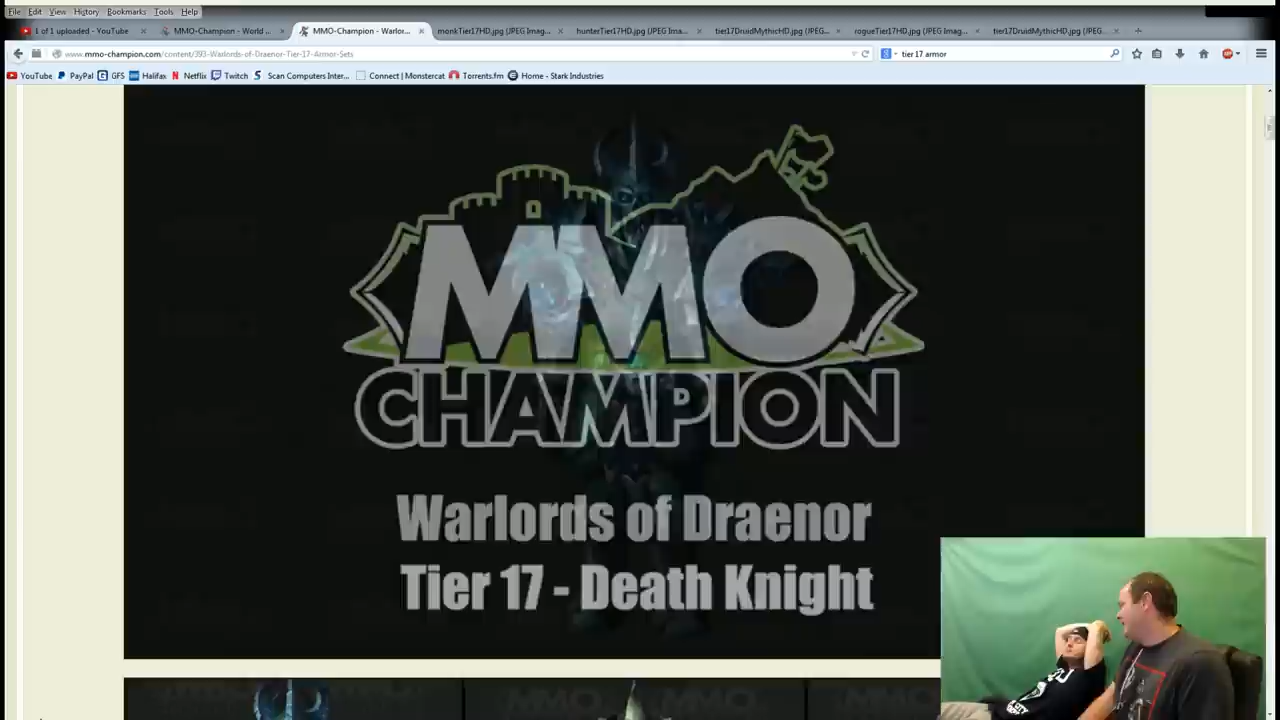 File Edit View History Bookmarks Tools Help
1 of 1 uploaded - YouTube × MMO-Champion - World ... × MMO-Champion - Warlor... × monkTier17HD.jpg (JPEG Imag... × hunterTier17HD.jpg (JPEG Ima... × tier17DruidMythicHD.jpg (JPEG... × rogueTier17HD.jpg (JPEG Imag... × tier17DruidMythicHD.jpg (JPEG... × +
www.mmo-champion.com/content/393-Warlords-of-Draenor-Tier-17-Armor-Sets
tier 17 armor
YouTube PayPal GFS Halifax Netflix Twitch Scan Computers Inter... Connect | Monstercat Torrents.fm Home - Stark Industries
MMO
CHAMPION
Warlords of Draenor
Tier 17 - Death Knight